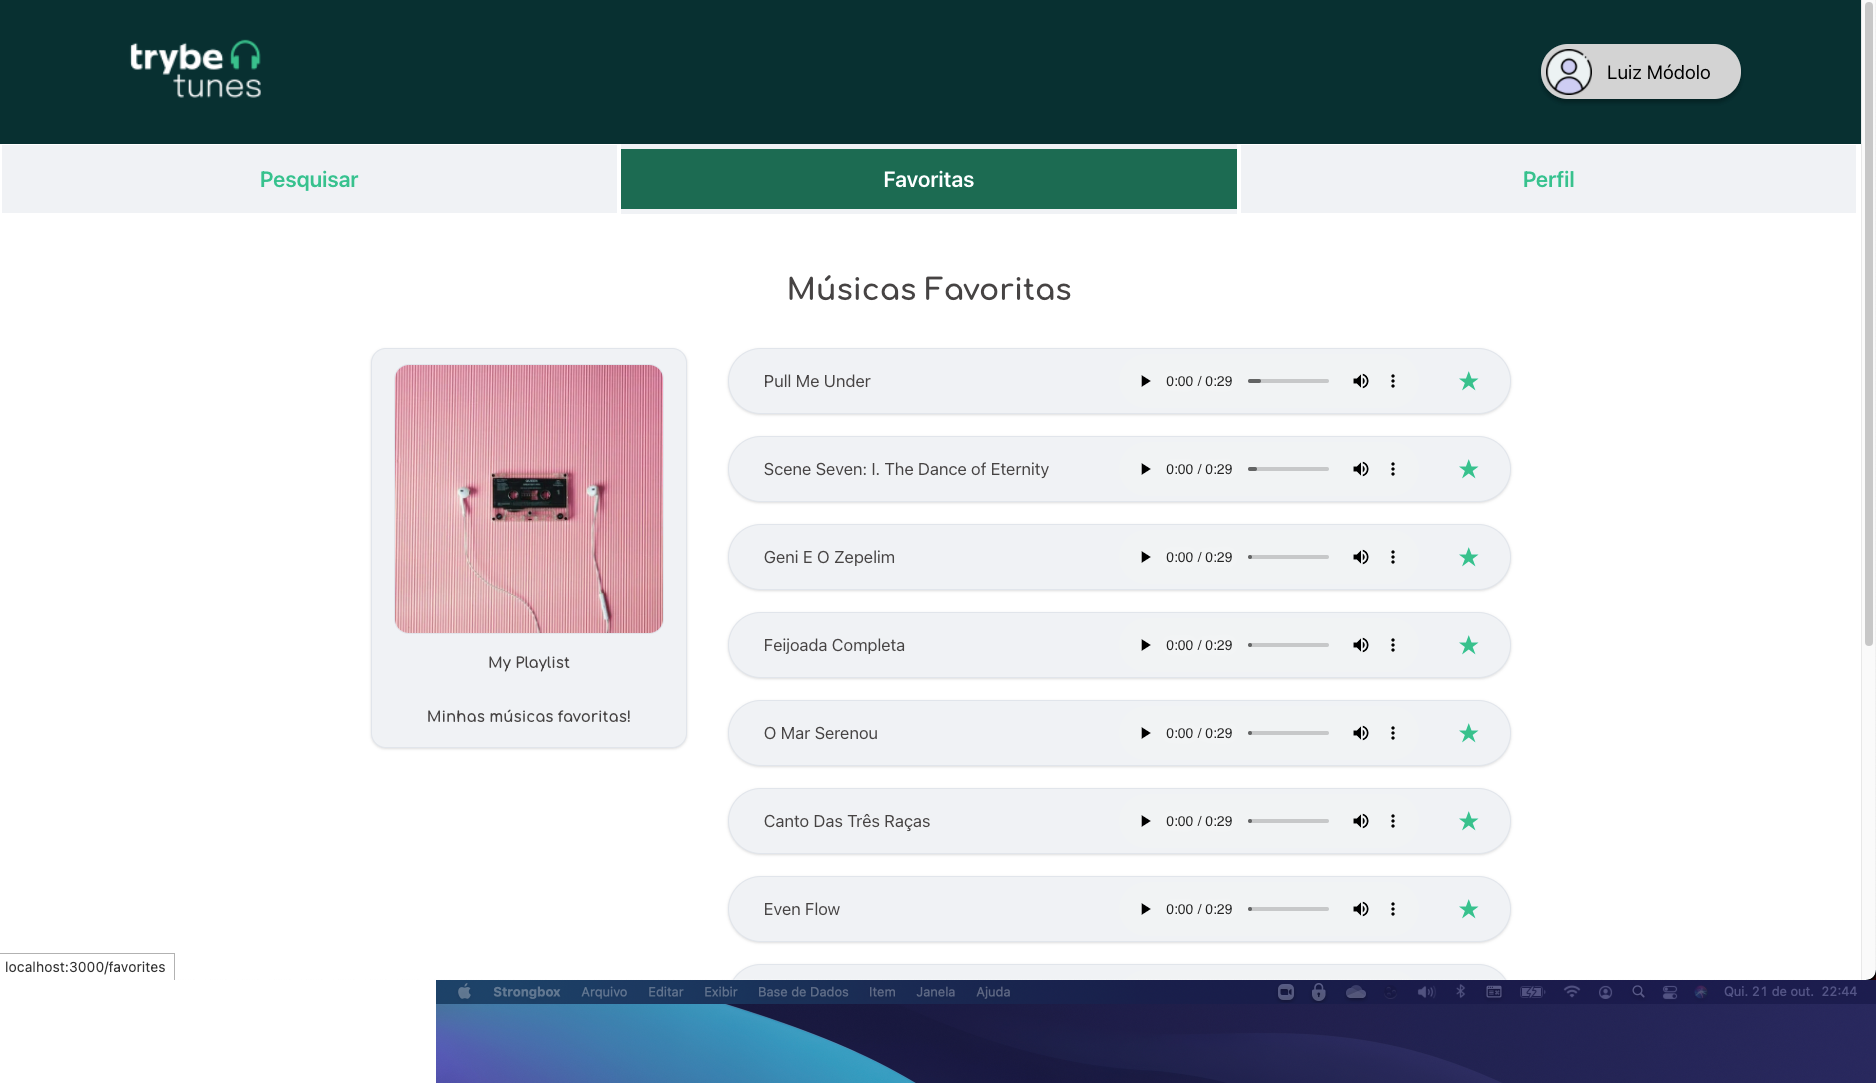 trybe
tunes
Luiz Módolo
Pesquisar
Favoritas
Perfil
Músicas Favoritas
My Playlist
Minhas músicas favoritas!
Pull Me Under
0:00 / 0:29
Scene Seven: I. The Dance of Eternity
0:00 / 0:29
Geni E O Zepelim
0:00 / 0:29
Feijoada Completa
0:00 / 0:29
O Mar Serenou
0:00 / 0:29
Canto Das Três Raças
0:00 / 0:29
Even Flow
0:00 / 0:29
localhost:3000/favorites
Strongbox Arquivo Editar Exibir Base de Dados Item Janela Ajuda Qui. 21 de out. 22:44